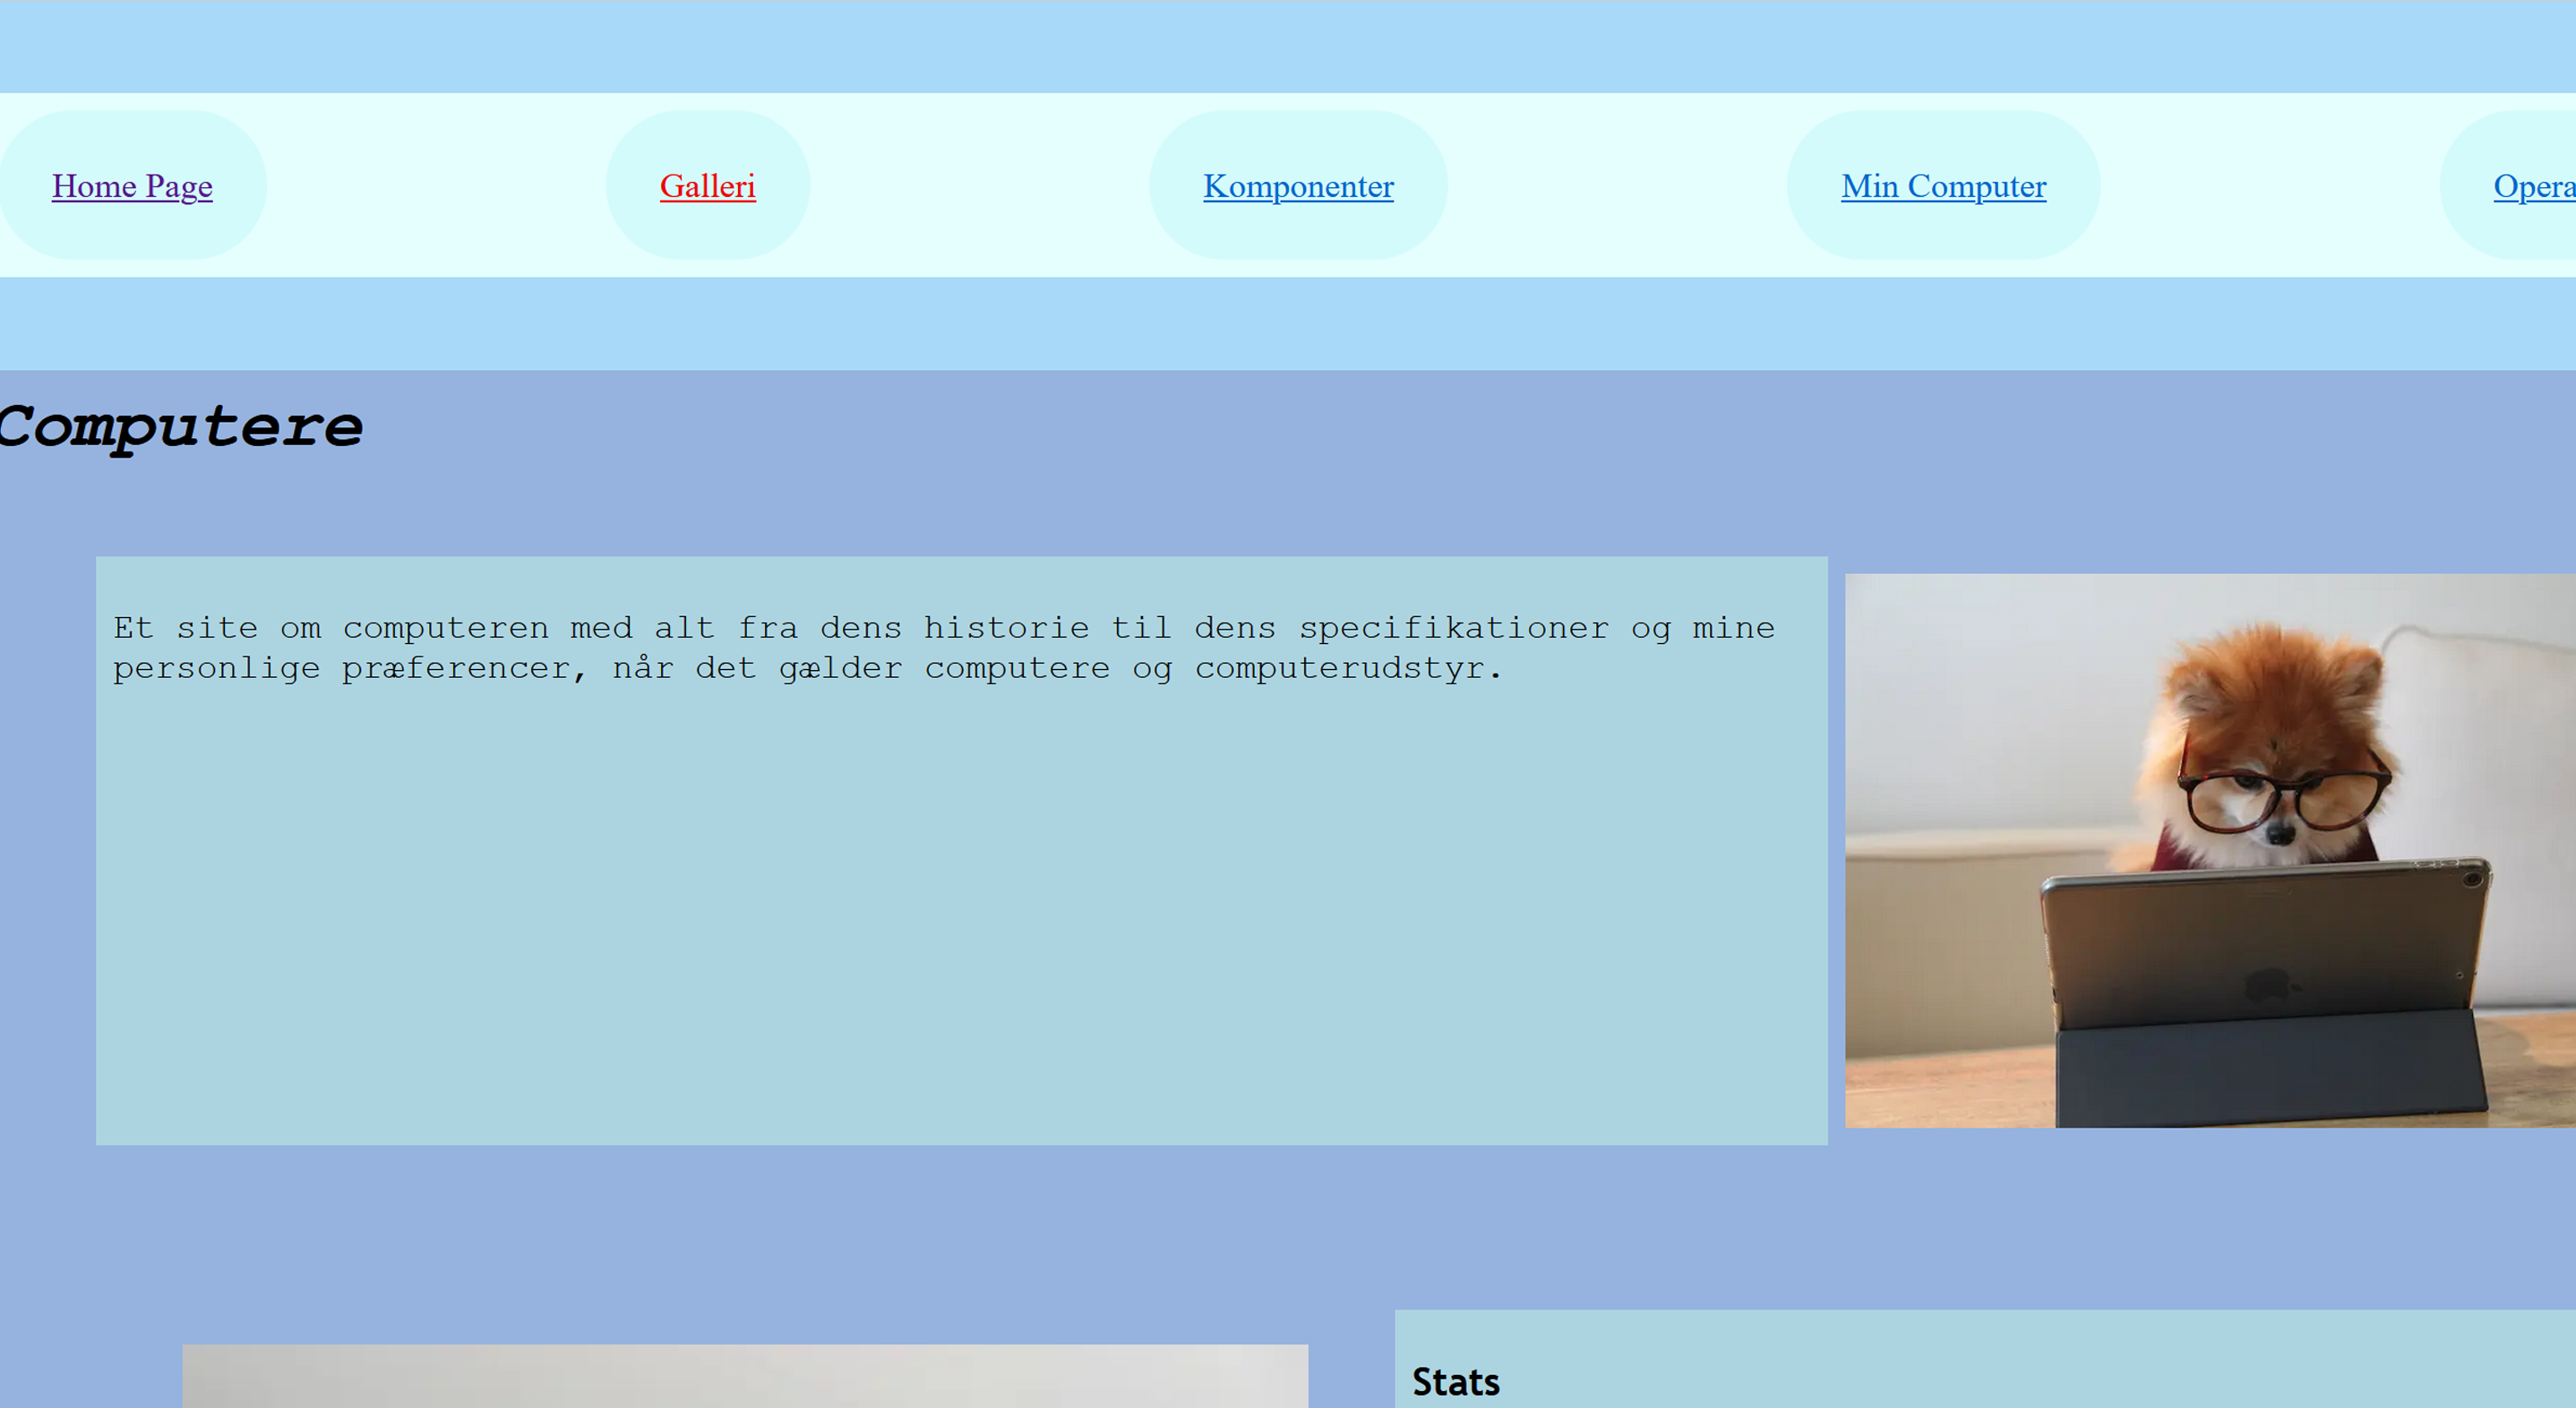 Home Page
Galleri
Komponenter
Min Computer
Opera
Computere
Et site om computeren med alt fra dens historie til dens specifikationer og mine
personlige præferencer, når det gælder computere og computerudstyr.
Stats